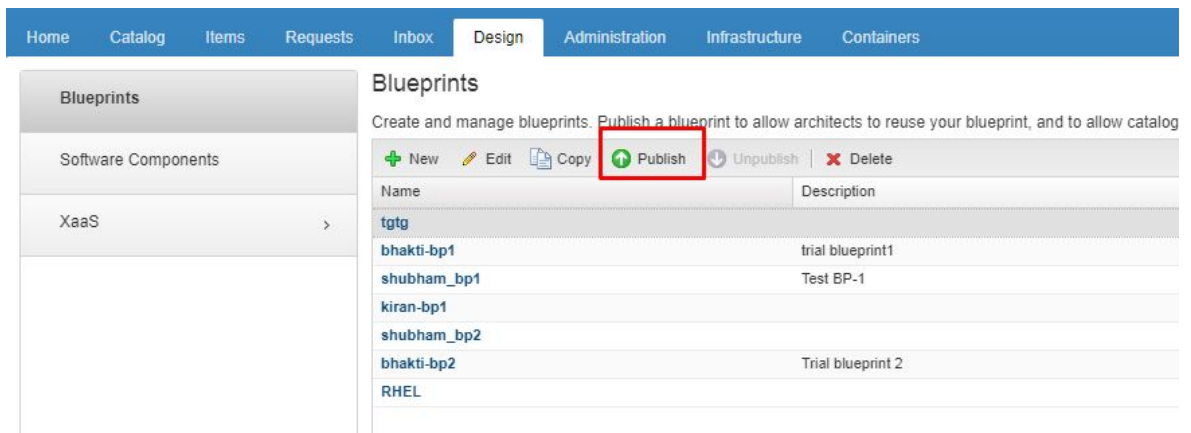 Home Catalog Items Requests Inbox Design Administration Infrastructure Containers
Blueprints
Software Components
XaaS
Blueprints
Create and manage blueprints. Publish a blueprint to allow architects to reuse your blueprint, and to allow catalog
New Edit Copy Publish Unpublish Delete
Name Description
tgtg
bhakti-bp1 trial blueprint1
shubham_bp1 Test BP-1
kiran-bp1
shubham_bp2
bhakti-bp2 Trial blueprint 2
RHEL